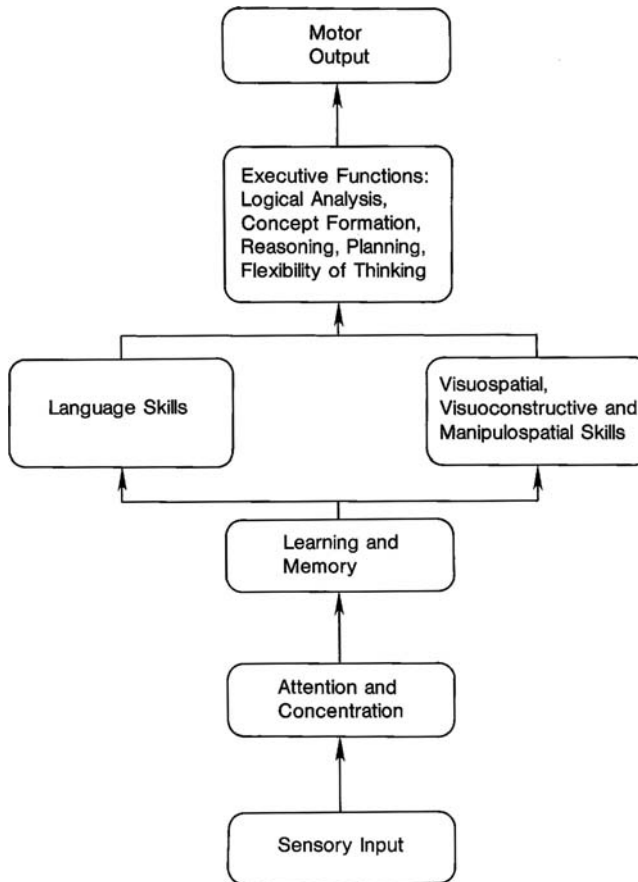 Motor
Output
Executive Functions:
Logical Analysis,
Concept Formation,
Reasoning, Planning,
Flexibility of Thinking
Language Skills
Visuospatial,
Visuoconstructive and
Manipulospatial Skills
Learning and
Memory
Attention and
Concentration
Sensory Input